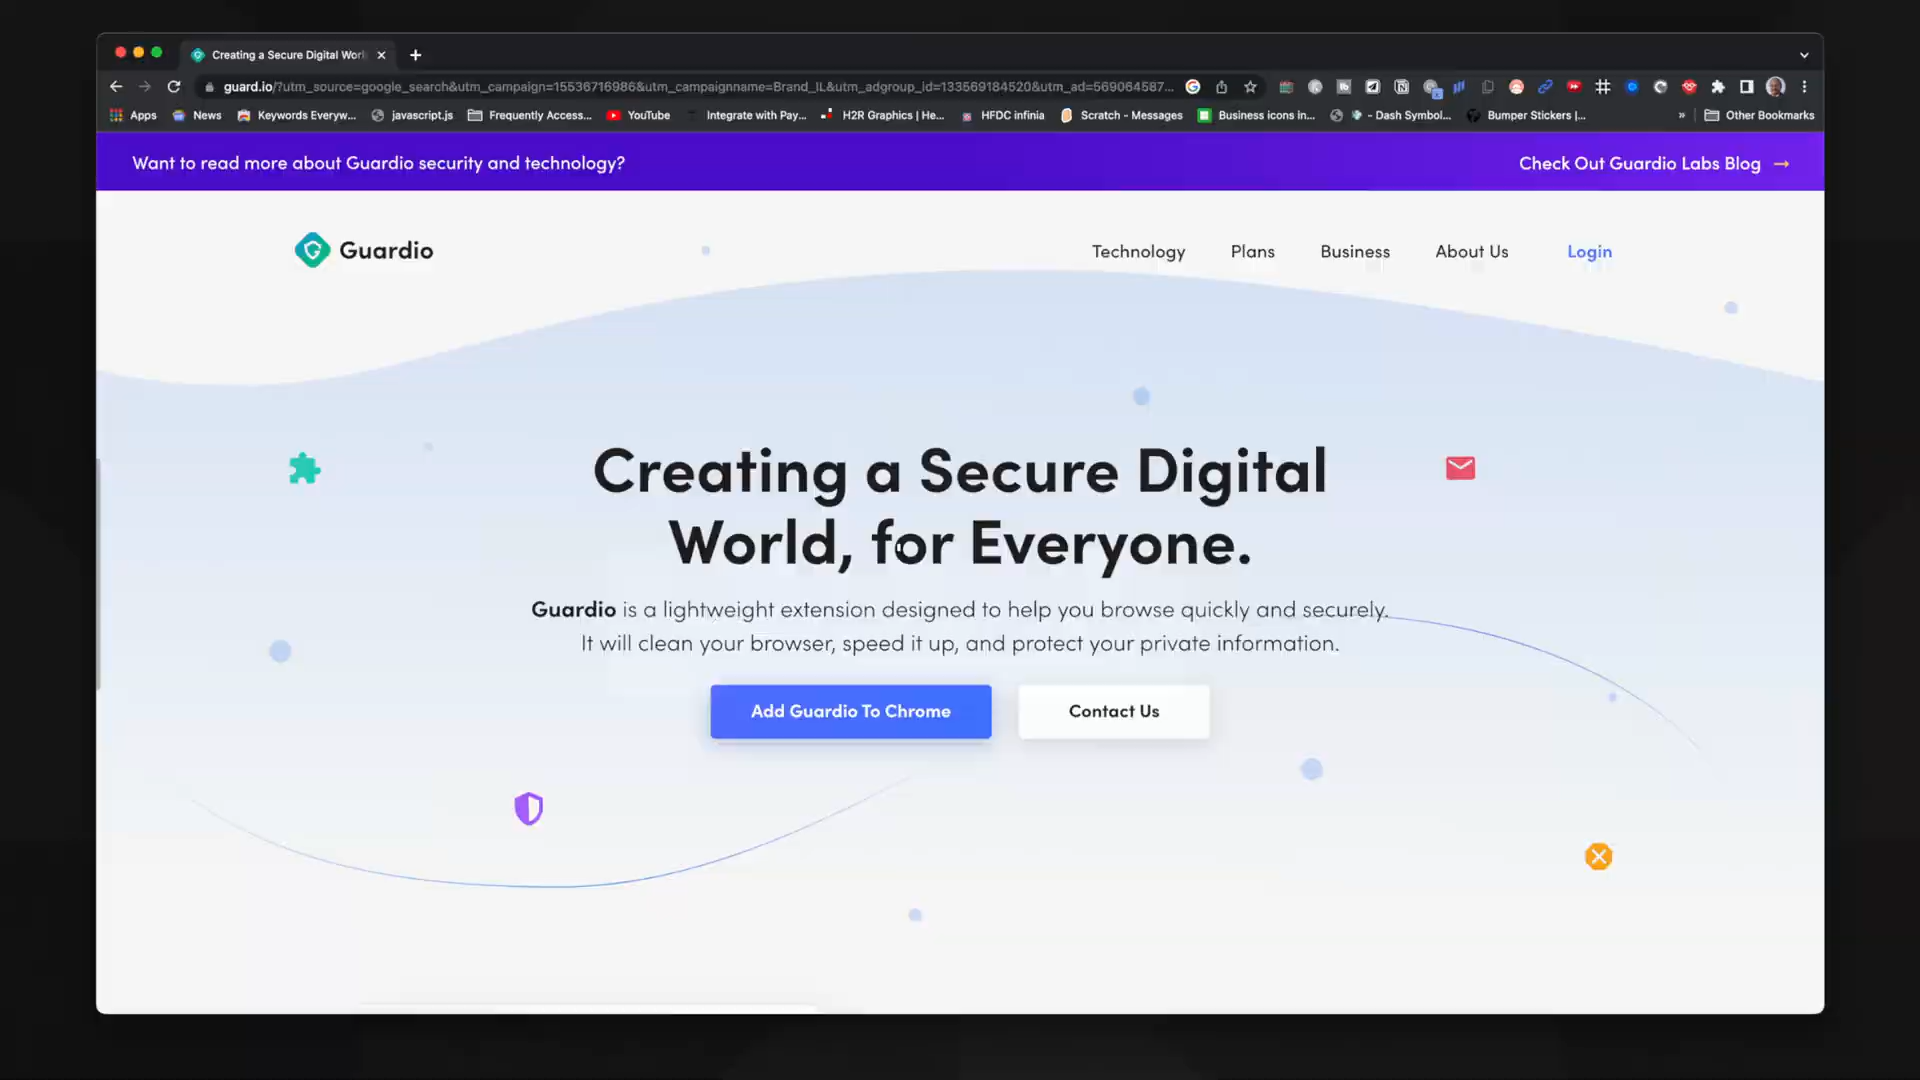 Creating a Secure Digital Worl
guard.io/?utm_source=google_search&utm_campaign=15536716986&utm_campaignname=Brand_IL&utm_adgroup_id=133569184520&utm_ad=569064587...
Apps News Keywords Everyw... javascript.js Frequently Access... YouTube Integrate with Pay... H2R Graphics | He... HFDC infinia Scratch - Messages Business icons in... - Dash Symbol... Bumper Stickers |... » Other Bookmarks
Want to read more about Guardio security and technology? Check Out Guardio Labs Blog →
Guardio Technology Plans Business About Us Login
Creating a Secure Digital
World, for Everyone.
Guardio is a lightweight extension designed to help you browse quickly and securely.
It will clean your browser, speed it up, and protect your private information.
Add Guardio To Chrome Contact Us